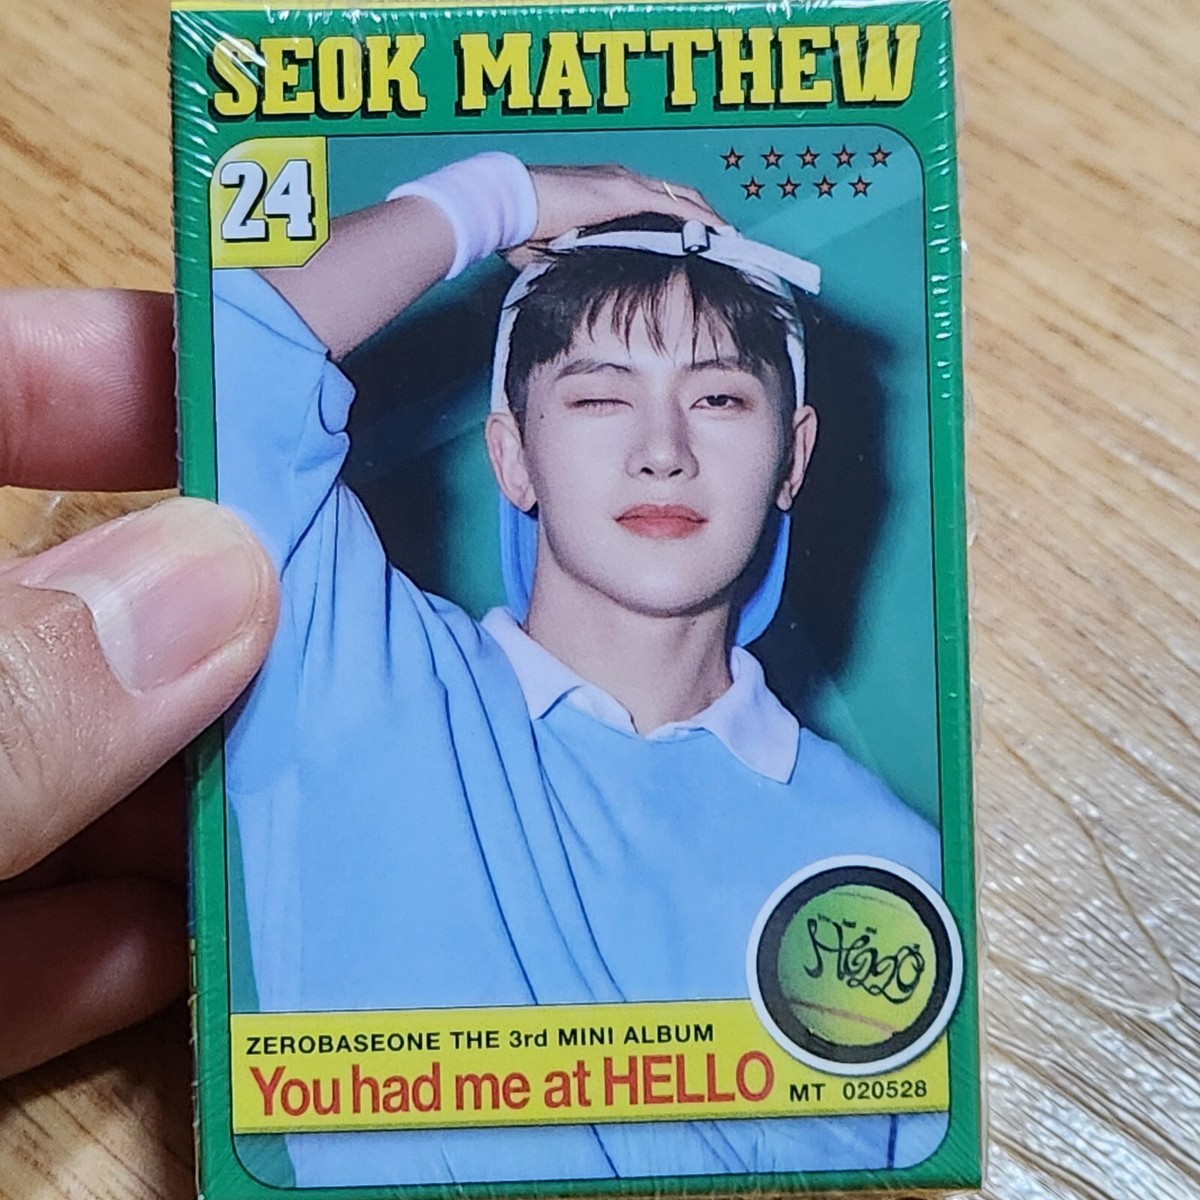 SEOK MATTHEW
24
ZEROBASEONE THE 3rd MINI ALBUM
You had me at HELLO
MT 020528